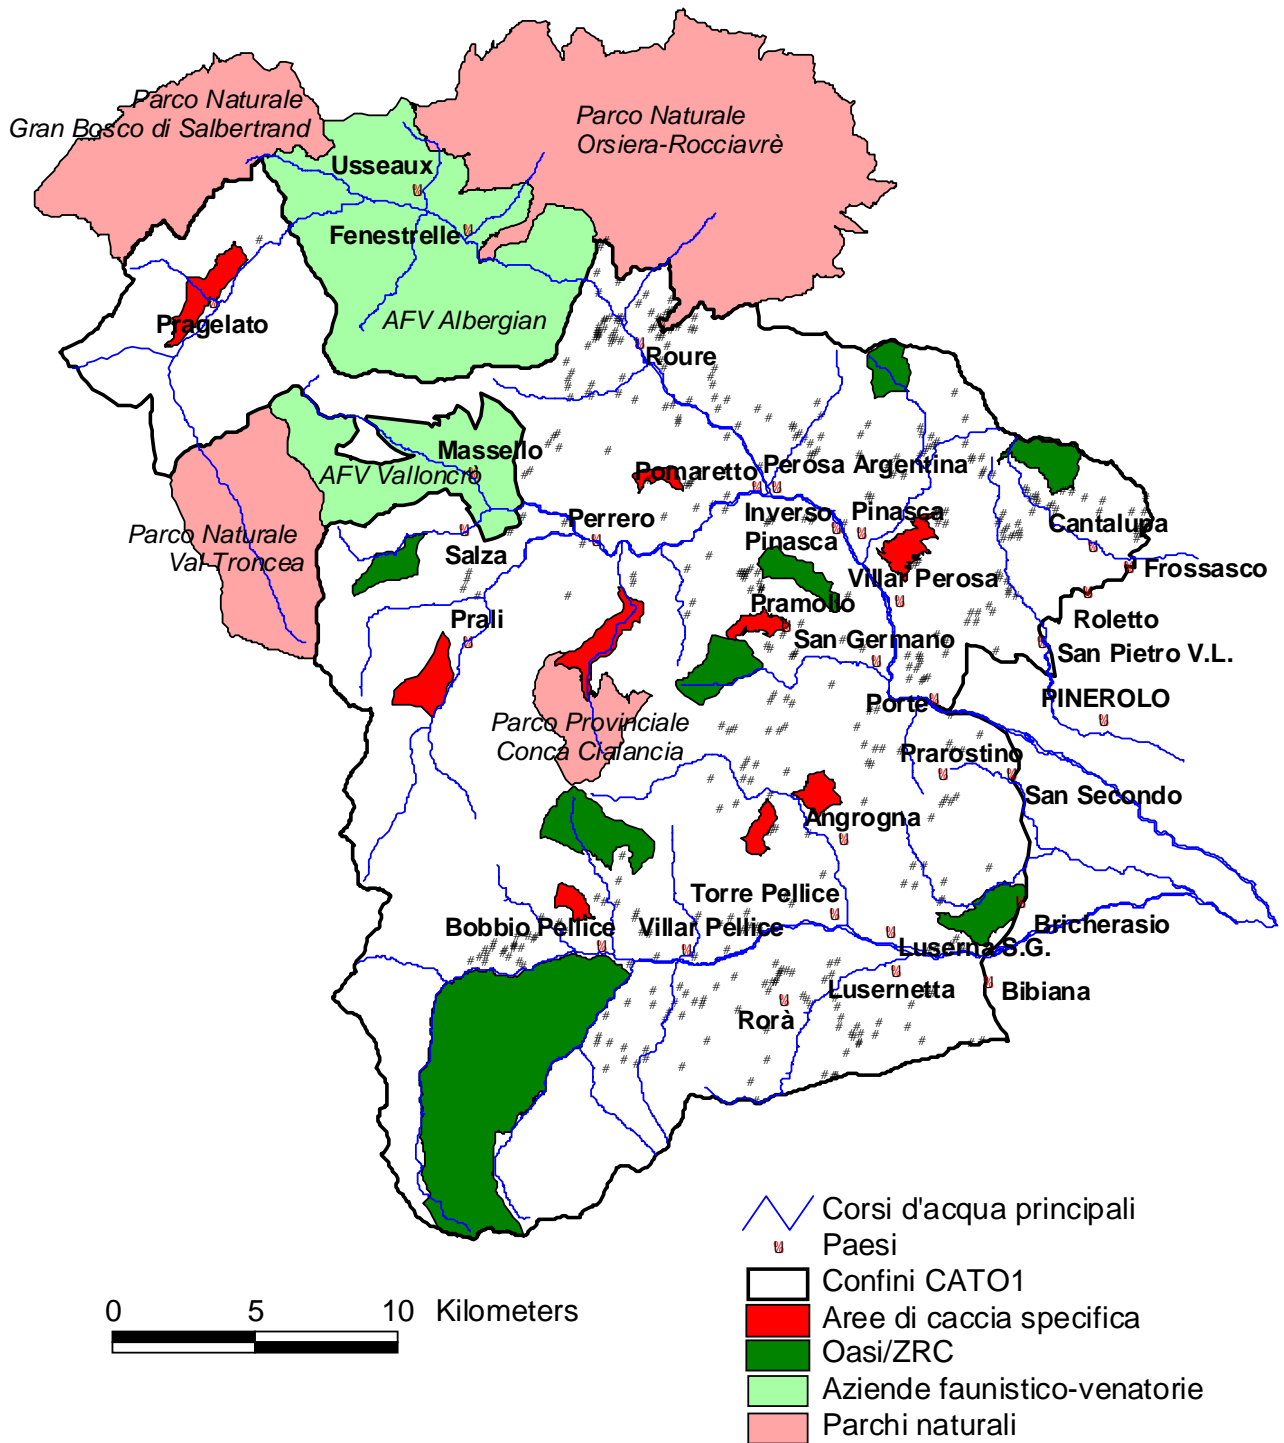 Parco Naturale
Gran Bosco di Salbertrand
Parco Naturale
Orsiera-Rocciavrè
Usseaux
Fenestrelle
AFV Albergian
Pragelato
Roure
Massello
AFV Valloncrò
Pomaretto
Perosa Argentina
Parco Naturale
Val Troncea
Perrero
Inverso
Pinasca
Pinasca
Cantalupa
Salza
Villar Perosa
Frossasco
Prali
Pramollo
Roletto
San Germano
San Pietro V.L.
Parco Provinciale
Conca Cialancia
Porte
PINEROLO
Prarostino
San Secondo
Angrogna
Torre Pellice
Bobbio Pellice
Villar Pellice
Bricherasio
Luserna S.G.
Lusernetta
Bibiana
Rorà
Corsi d'acqua principali
Paesi
Confini CATO1
0 5 10 Kilometers
Aree di caccia specifica
Oasi/ZRC
Aziende faunistico-venatorie
Parchi naturali